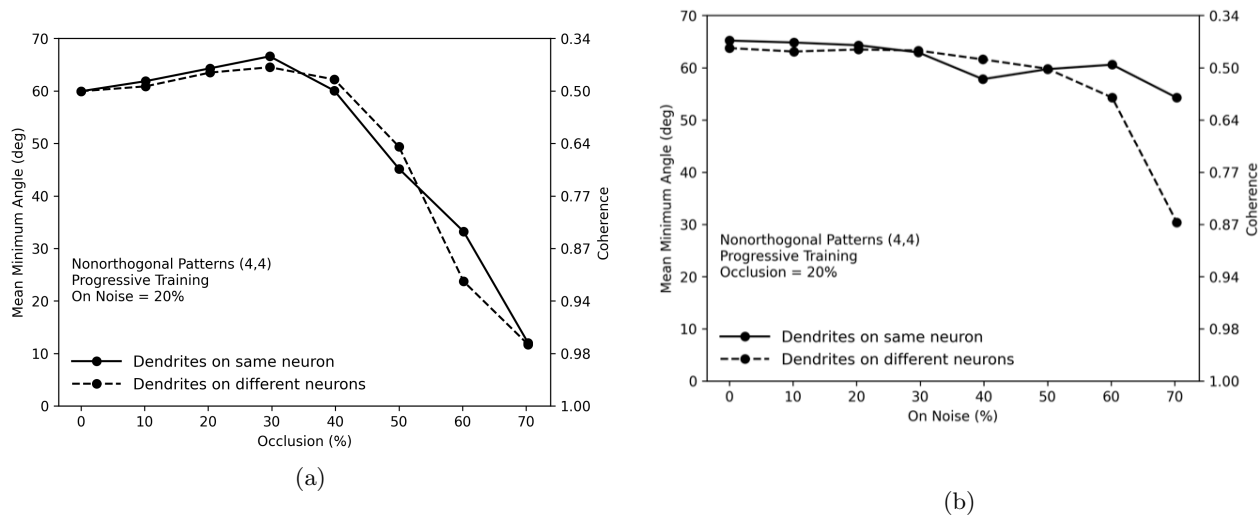 70
60
50
40
30
20
10
0
Mean Minimum Angle (deg)
0.34
0.50
0.64
0.77
0.87
0.94
0.98
1.00
Coherence
Nonorthogonal Patterns (4,4)
Progressive Training
On Noise = 20%
Dendrites on same neuron
Dendrites on different neurons
0 10 20 30 40 50 60 70
Occlusion (%)
(a)
70
60
50
40
30
20
10
0
Mean Minimum Angle (deg)
0.34
0.50
0.64
0.77
0.87
0.94
0.98
1.00
Coherence
Nonorthogonal Patterns (4,4)
Progressive Training
Occlusion = 20%
Dendrites on same neuron
Dendrites on different neurons
0 10 20 30 40 50 60 70
On Noise (%)
(b)